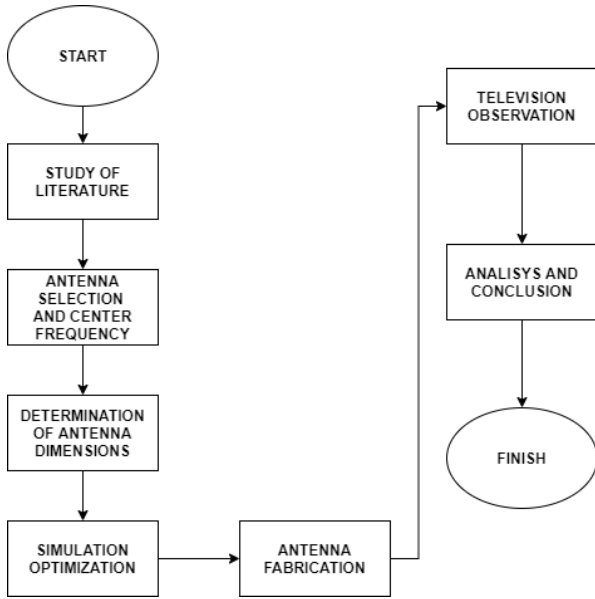 START
STUDY OF
LITERATURE
ANTENNA
SELECTION
AND CENTER
FREQUENCY
DETERMINATION
OF ANTENNA
DIMENSIONS
SIMULATION
OPTIMIZATION
ANTENNA
FABRICATION
TELEVISION
OBSERVATION
ANALISYS AND
CONCLUSION
FINISH